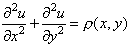 ∂²u/∂x² + ∂²u/∂y² = ρ(x, y)